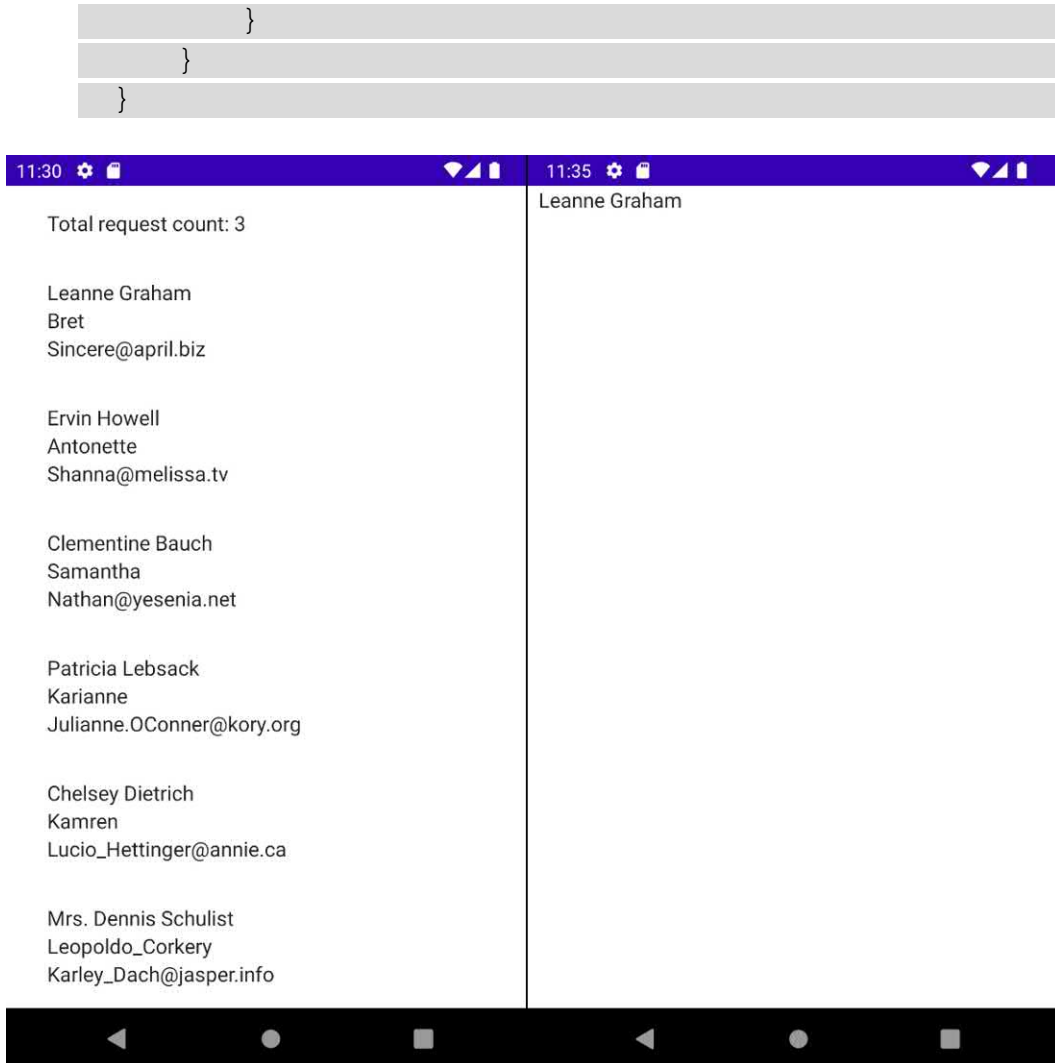 }
}
}
11:30
Total request count: 3
Leanne Graham
Bret
Sincere@april.biz
Ervin Howell
Antonette
Shanna@melissa.tv
Clementine Bauch
Samantha
Nathan@yesenia.net
Patricia Lebsack
Karianne
Julianne.OConner@kory.org
Chelsey Dietrich
Kamren
Lucio_Hettinger@annie.ca
Mrs. Dennis Schulist
Leopoldo_Corkery
Karley_Dach@jasper.info
11:35
Leanne Graham